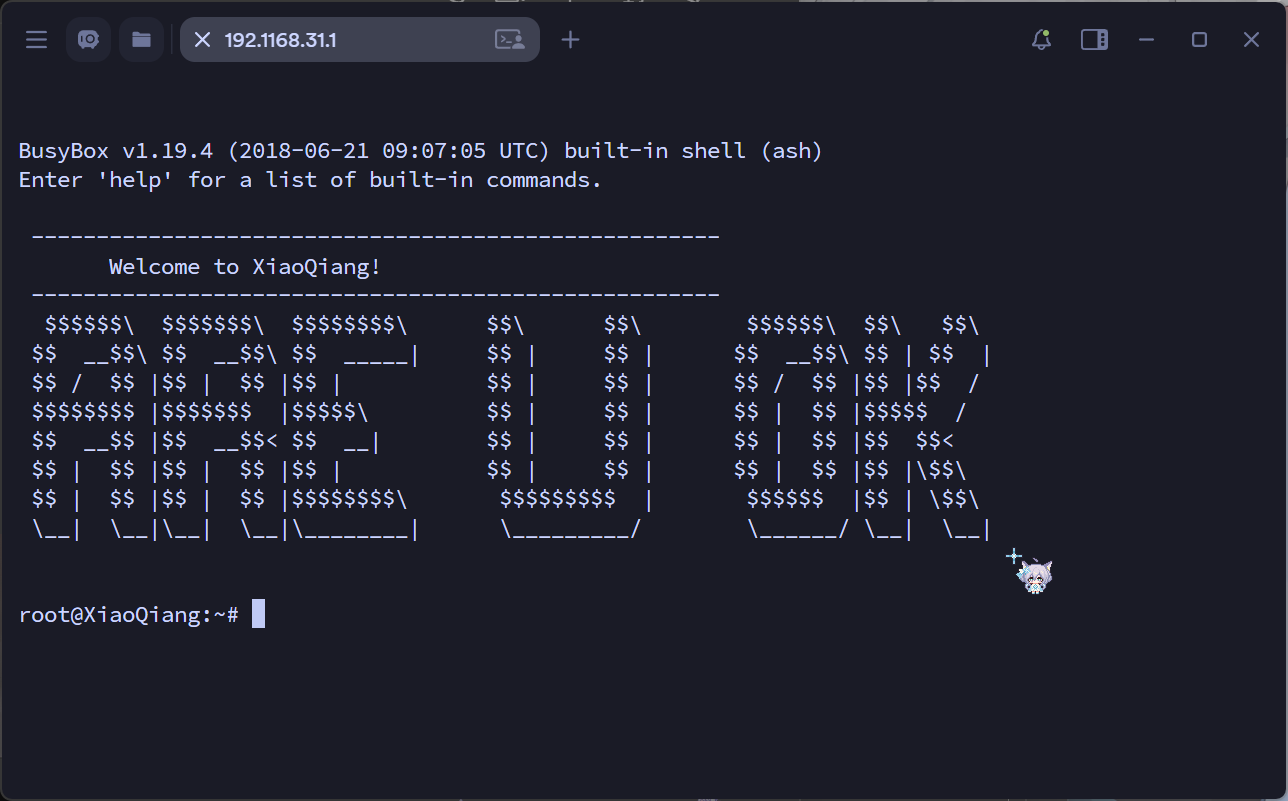 192.1168.31.1
BusyBox v1.19.4 (2018-06-21 09:07:05 UTC) built-in shell (ash)
Enter 'help' for a list of built-in commands.
-----------------------------------------------------
Welcome to XiaoQiang!
-----------------------------------------------------
  $$$$$$\  $$$$$$$\  $$$$$$$$\      $$\      $$\        $$$$$$\  $$\   $$\
 $$  __$$\ $$  __$$\ $$  _____|     $$ |     $$ |      $$  __$$\ $$ | $$  |
 $$ /  $$ |$$ |  $$ |$$ |           $$ |     $$ |      $$ /  $$ |$$ |$$  /
 $$$$$$$$ |$$$$$$$  |$$$$$\         $$ |     $$ |      $$ |  $$ |$$$$$  /
 $$  __$$ |$$  __$$< $$  __|        $$ |     $$ |      $$ |  $$ |$$  $$<
 $$ |  $$ |$$ |  $$ |$$ |           $$ |     $$ |      $$ |  $$ |$$ |\$$\
 $$ |  $$ |$$ |  $$ |$$$$$$$$\       $$$$$$$$$  |       $$$$$$  |$$ | \$$\
 \__|  \__|\__|  \__|\________|      \_________/        \______/ \__|  \__|
root@XiaoQiang:~#